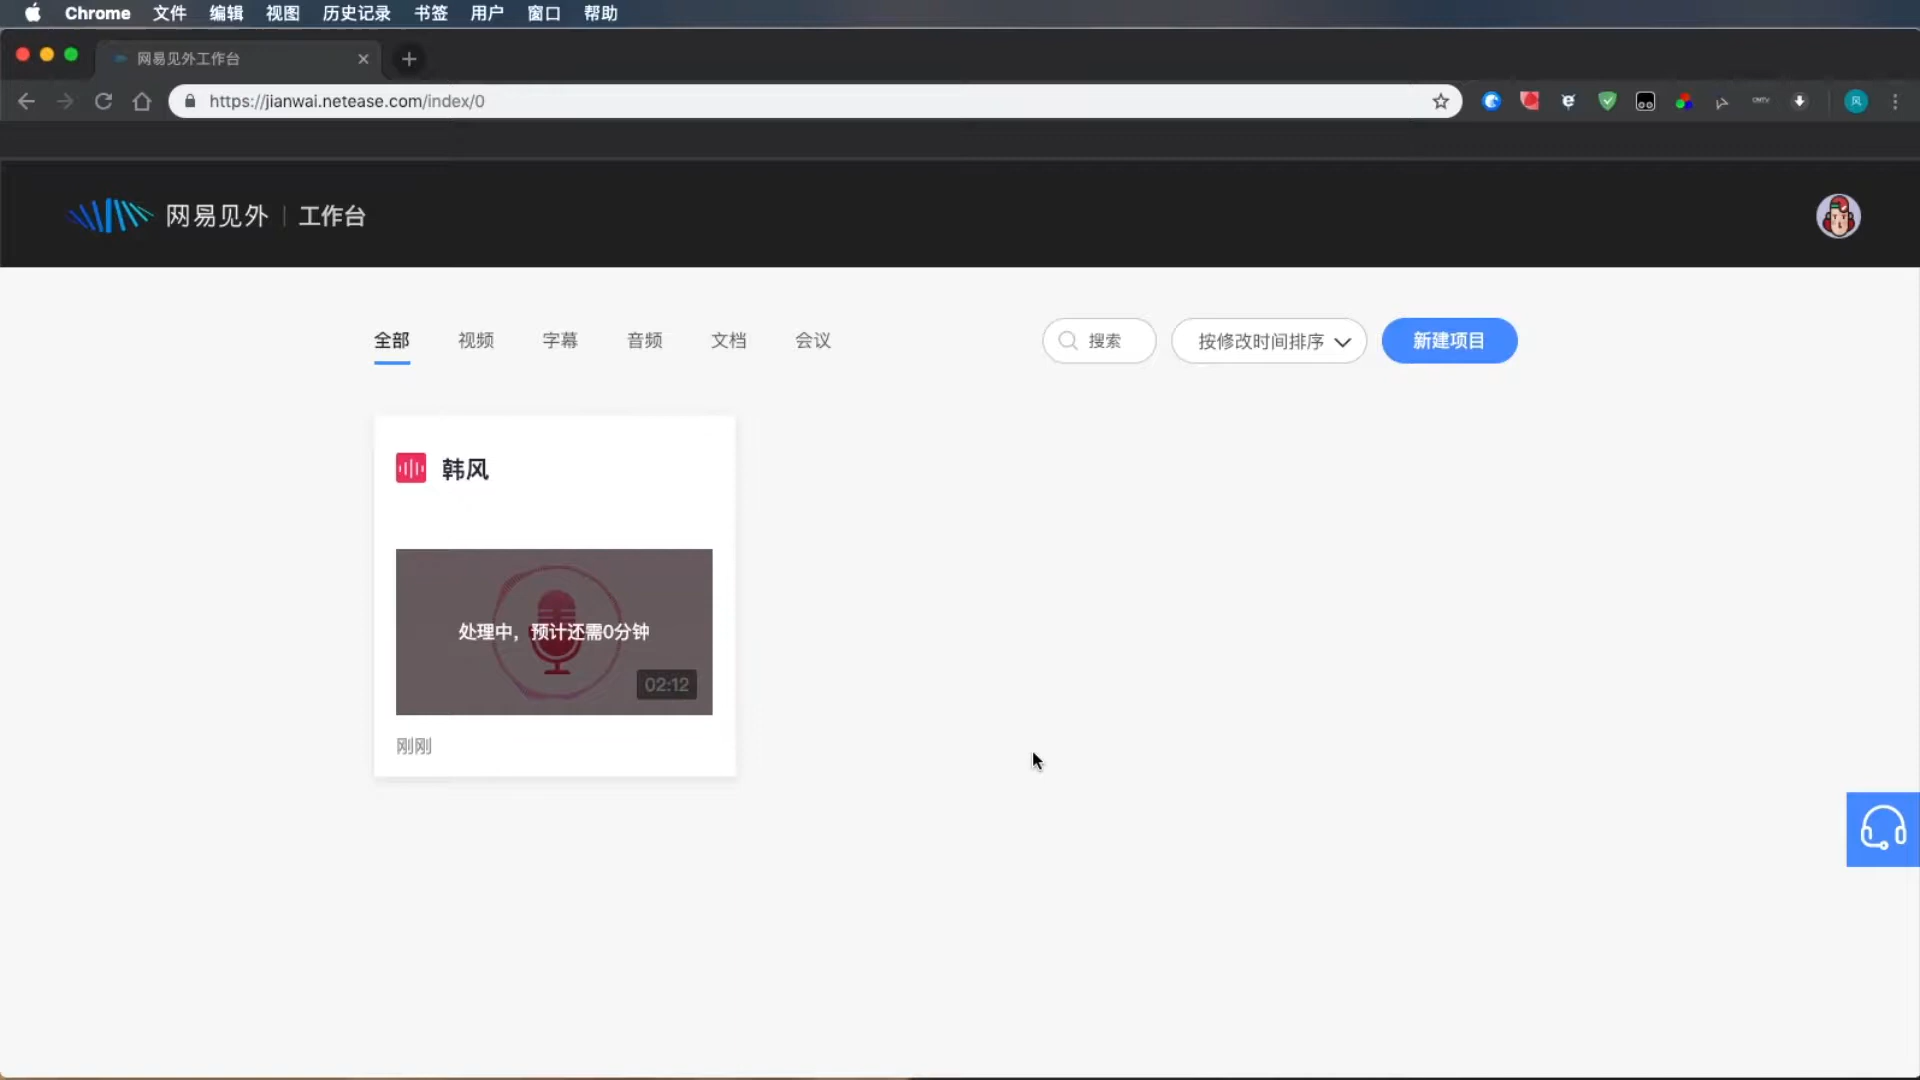 Chrome 文件 编辑 视图 历史记录 书签 用户 窗口 帮助
网易见外工作台
https://jianwai.netease.com/index/0
网易见外 | 工作台
全部 视频 字幕 音频 文档 会议 搜索 按修改时间排序 新建项目
韩风
处理中，预计还需0分钟
02:12
刚刚